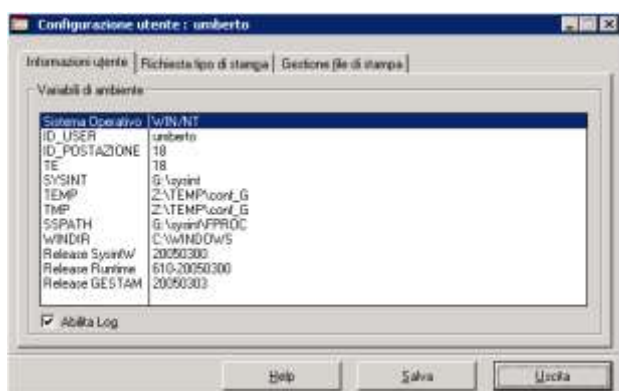 Configurazione utente : umberto
Informazioni utente Richiesta tipo di stampa Gestione file di stampa
Variabili di ambiente
Sistema Operativo WIN/NT
ID_USER umberto
ID_POSTAZIONE 18
TE 18
SYSINT G:\sysint
TEMP Z:\TEMP\conf_G
TMP Z:\TEMP\conf_G
SSPATH G:\sysint\FPROC
WINDIR C:\WINDOWS
Release SysintW 20050300
Release Runtime 610-20050300
Release GESTAM 20050303
Abilita Log
Help Salva Uscita